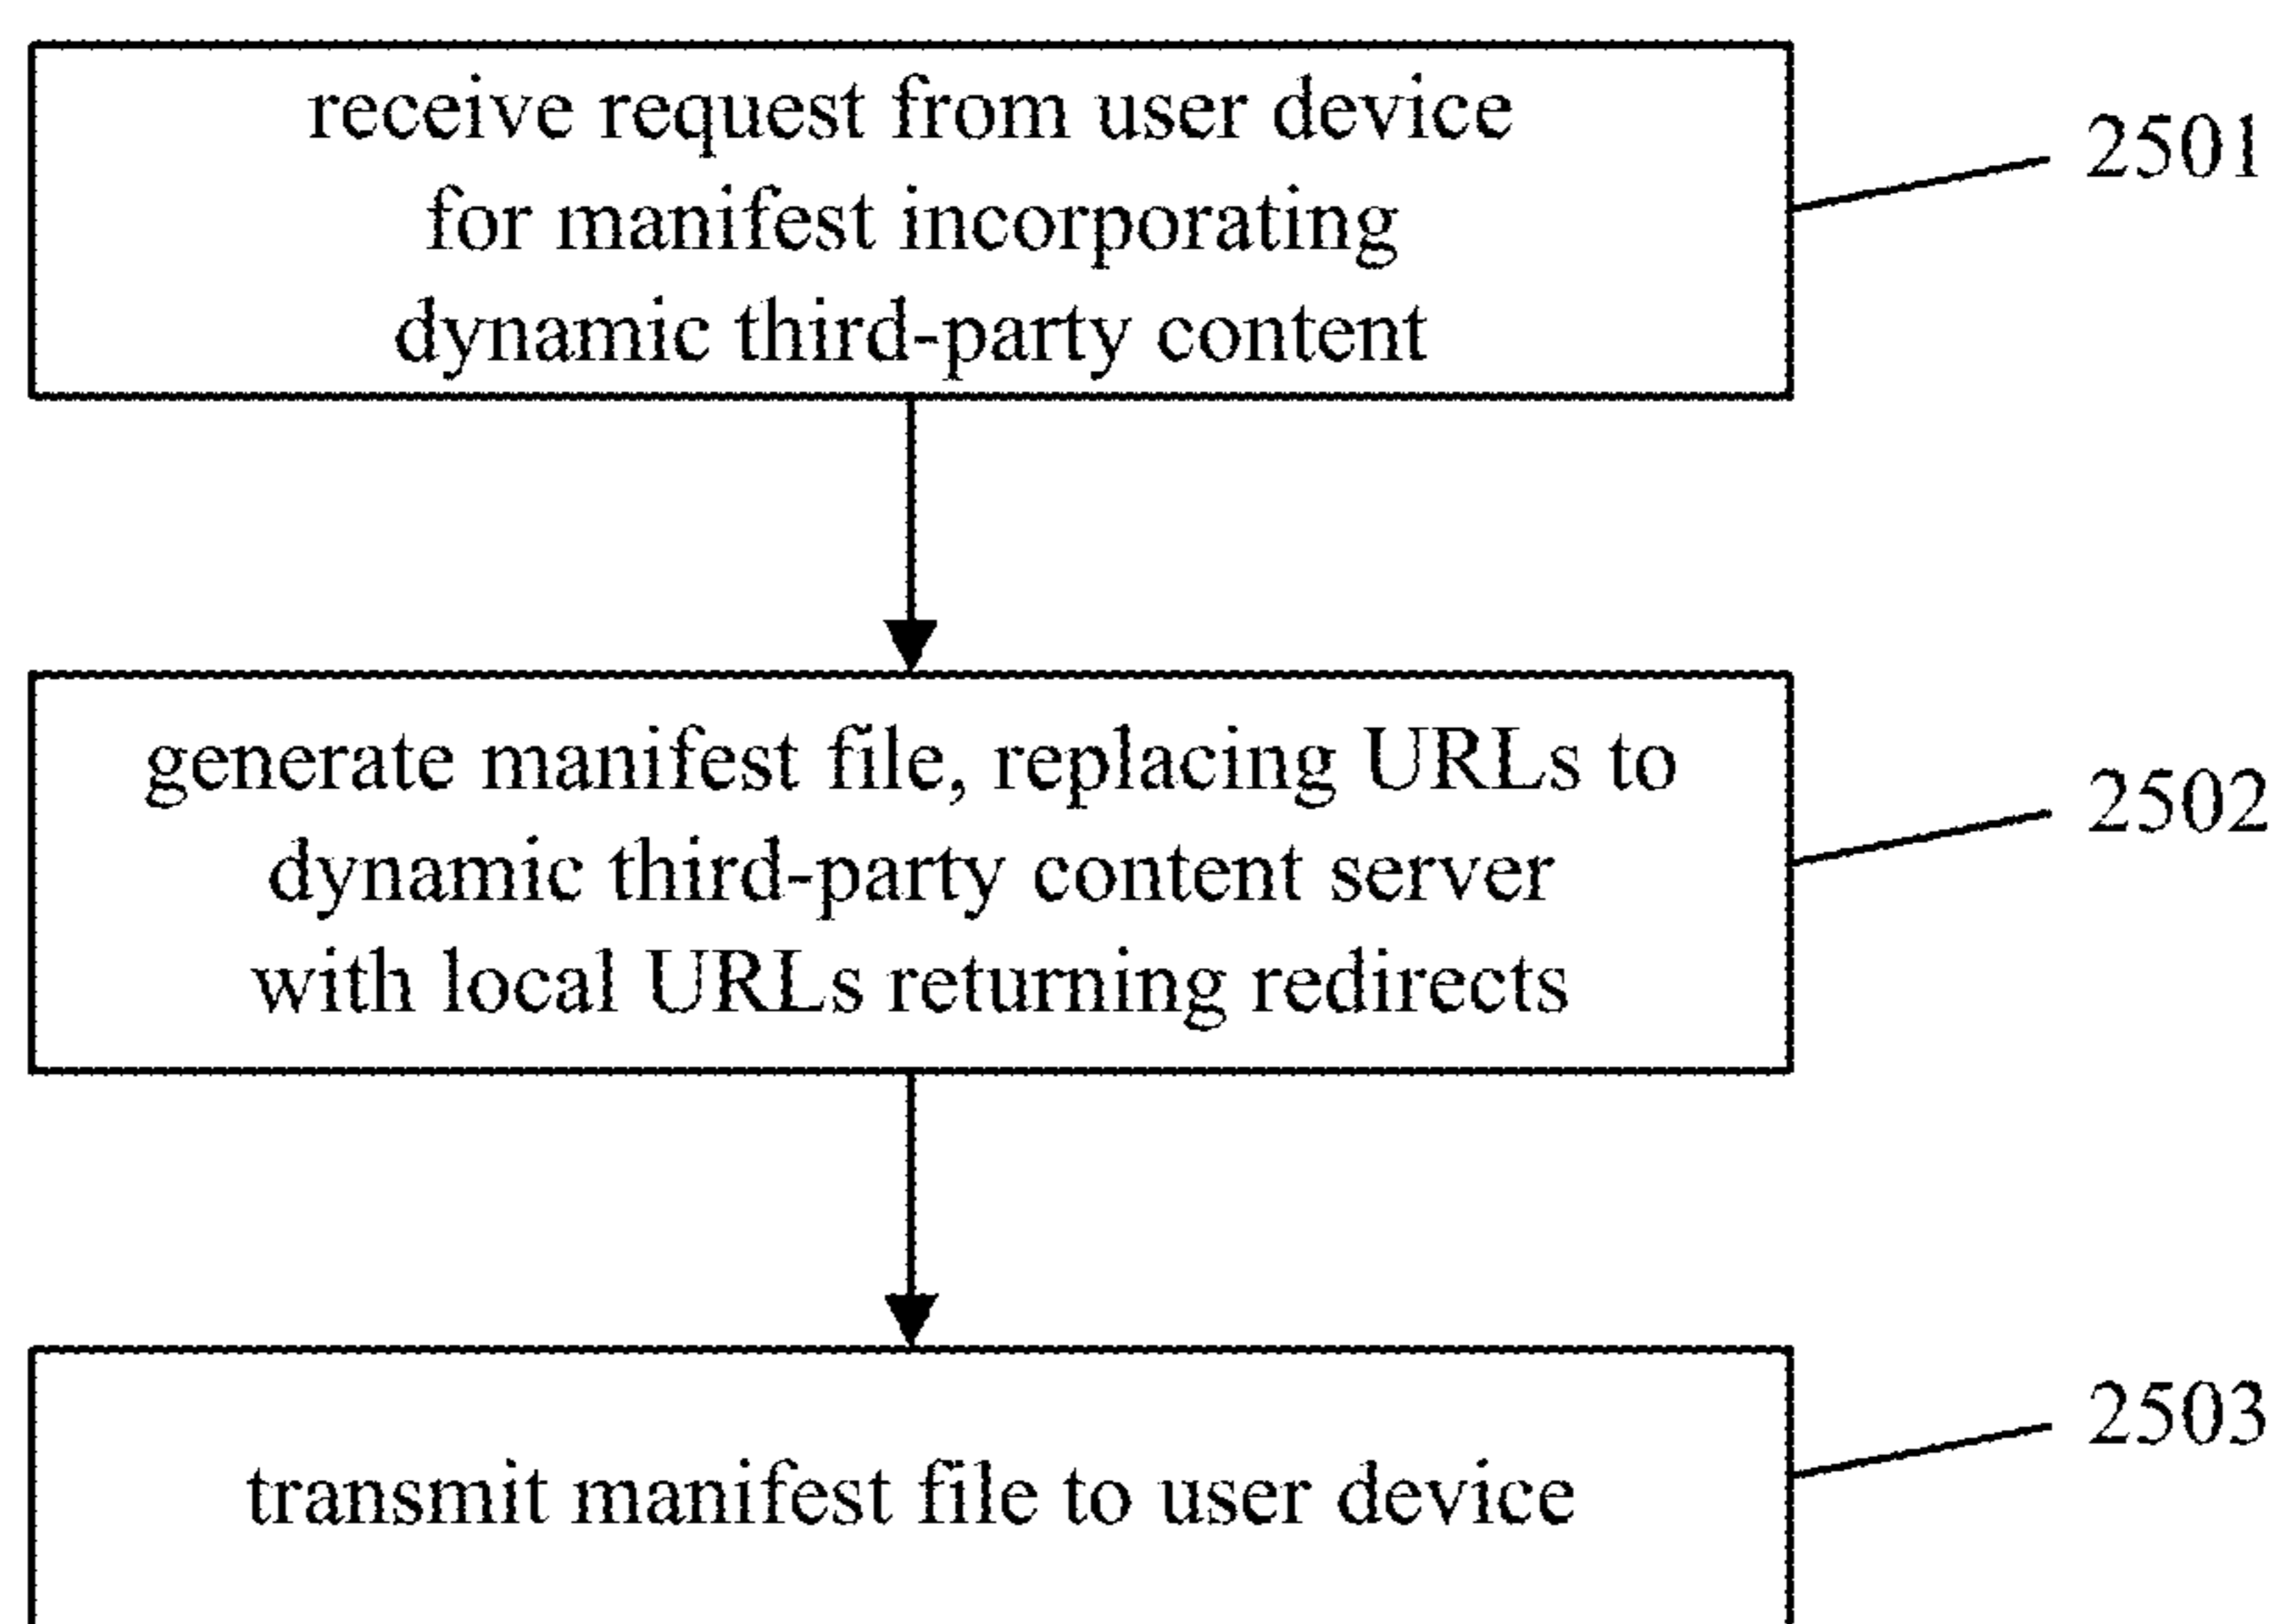 receive request from user device
for manifest incorporating
dynamic third-party content
2501
generate manifest file, replacing URLs to
dynamic third-party content server
with local URLs returning redirects
2502
transmit manifest file to user device
2503